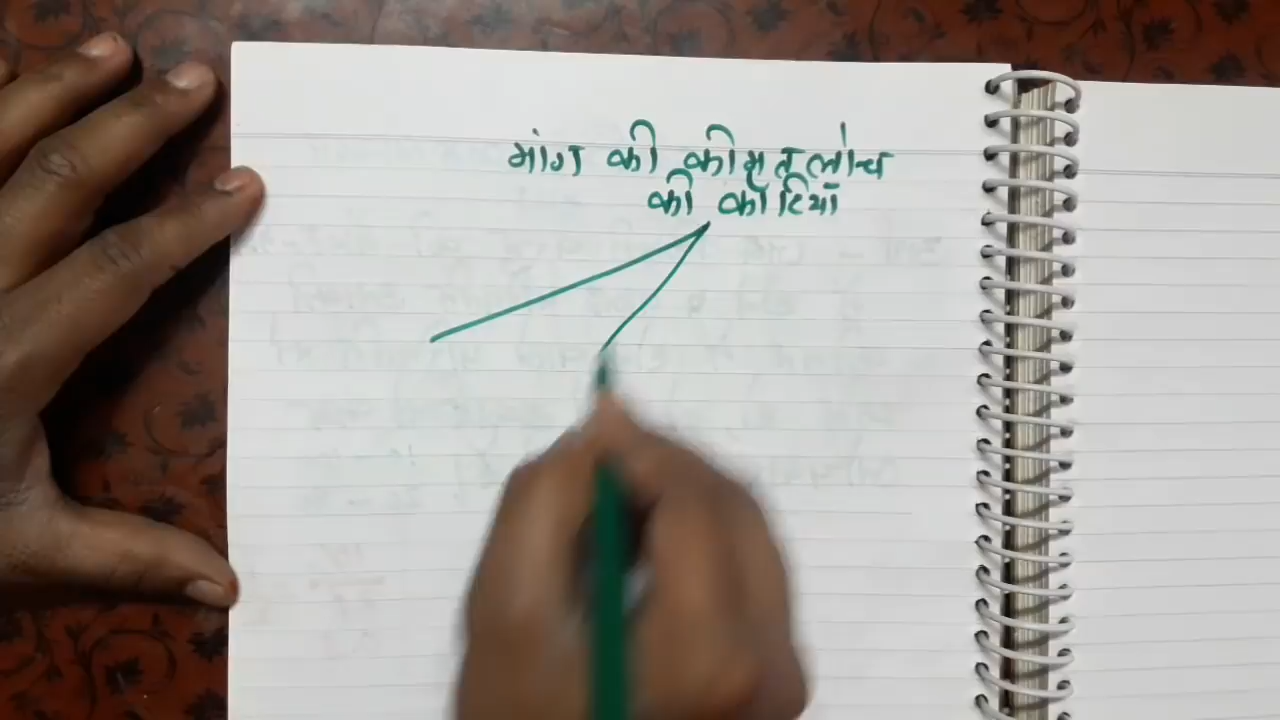 मांग की कीमत लोच
की कोटियाँ